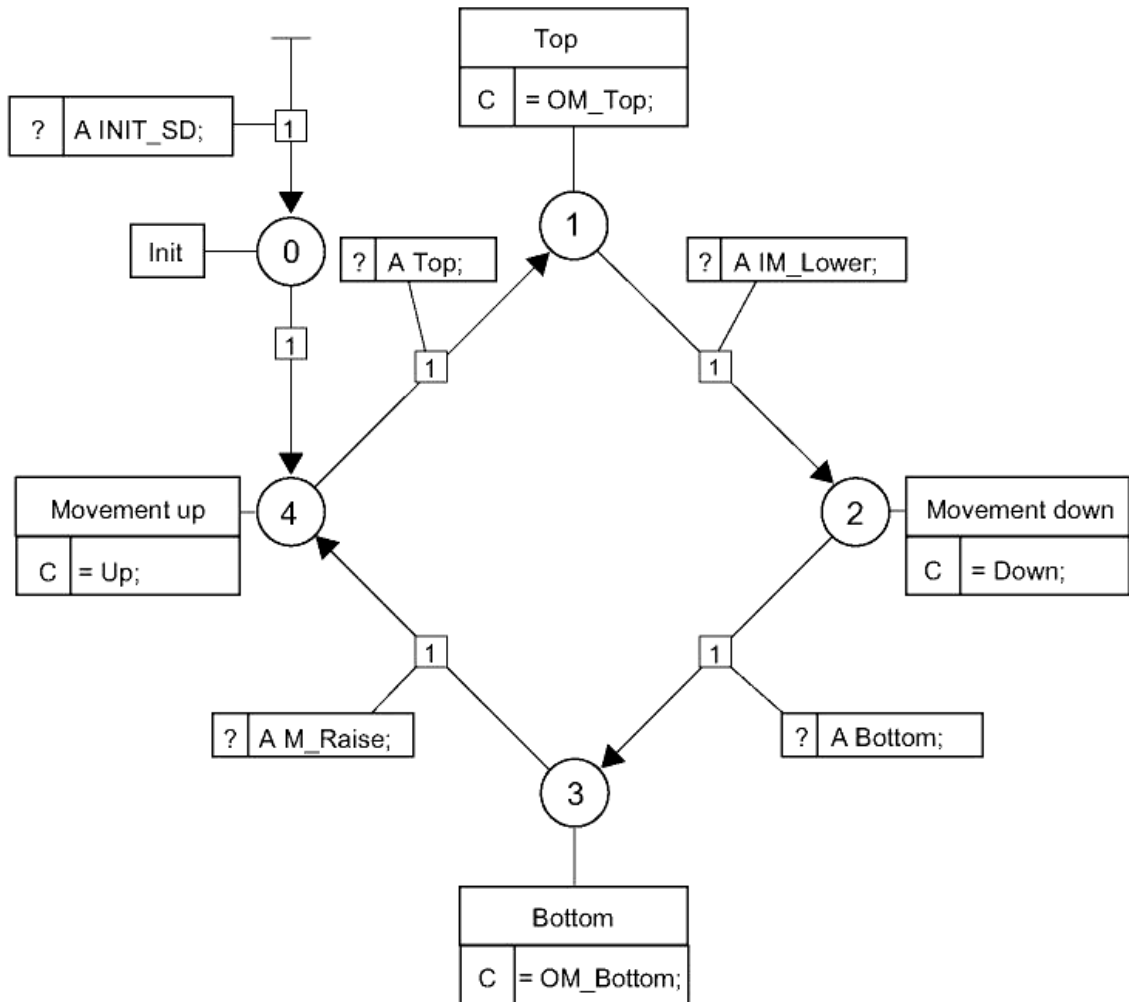 Top
C = OM_Top;
? A INIT_SD;
1
1
Init
0
? A Top;
? A IM_Lower;
1
1
1
Movement up
C = Up;
4
2
Movement down
C = Down;
1
1
? A M_Raise;
? A Bottom;
3
Bottom
C = OM_Bottom;